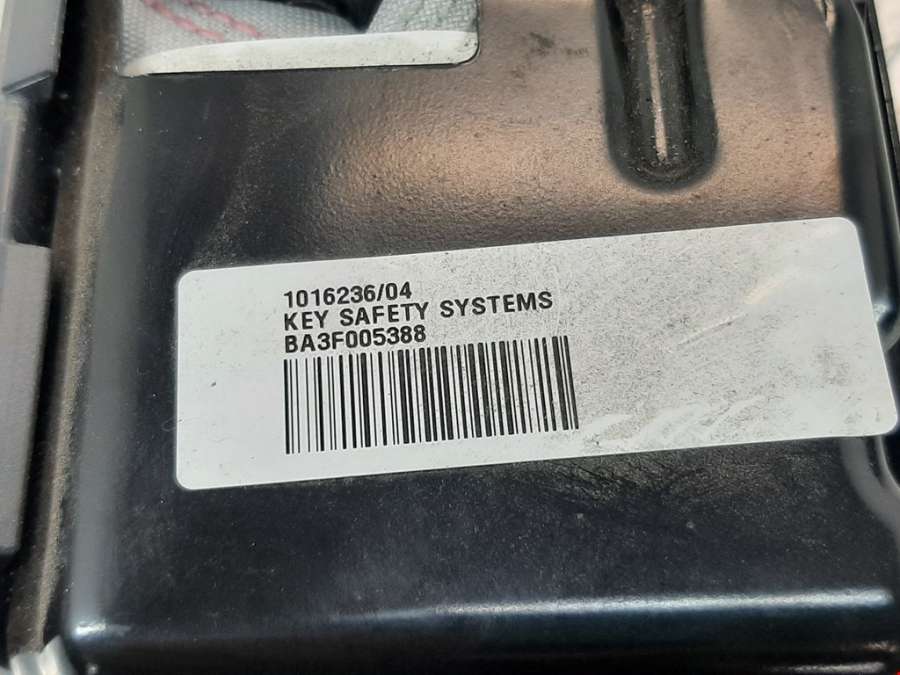 1016236/04
KEY SAFETY SYSTEMS
BA3F005388